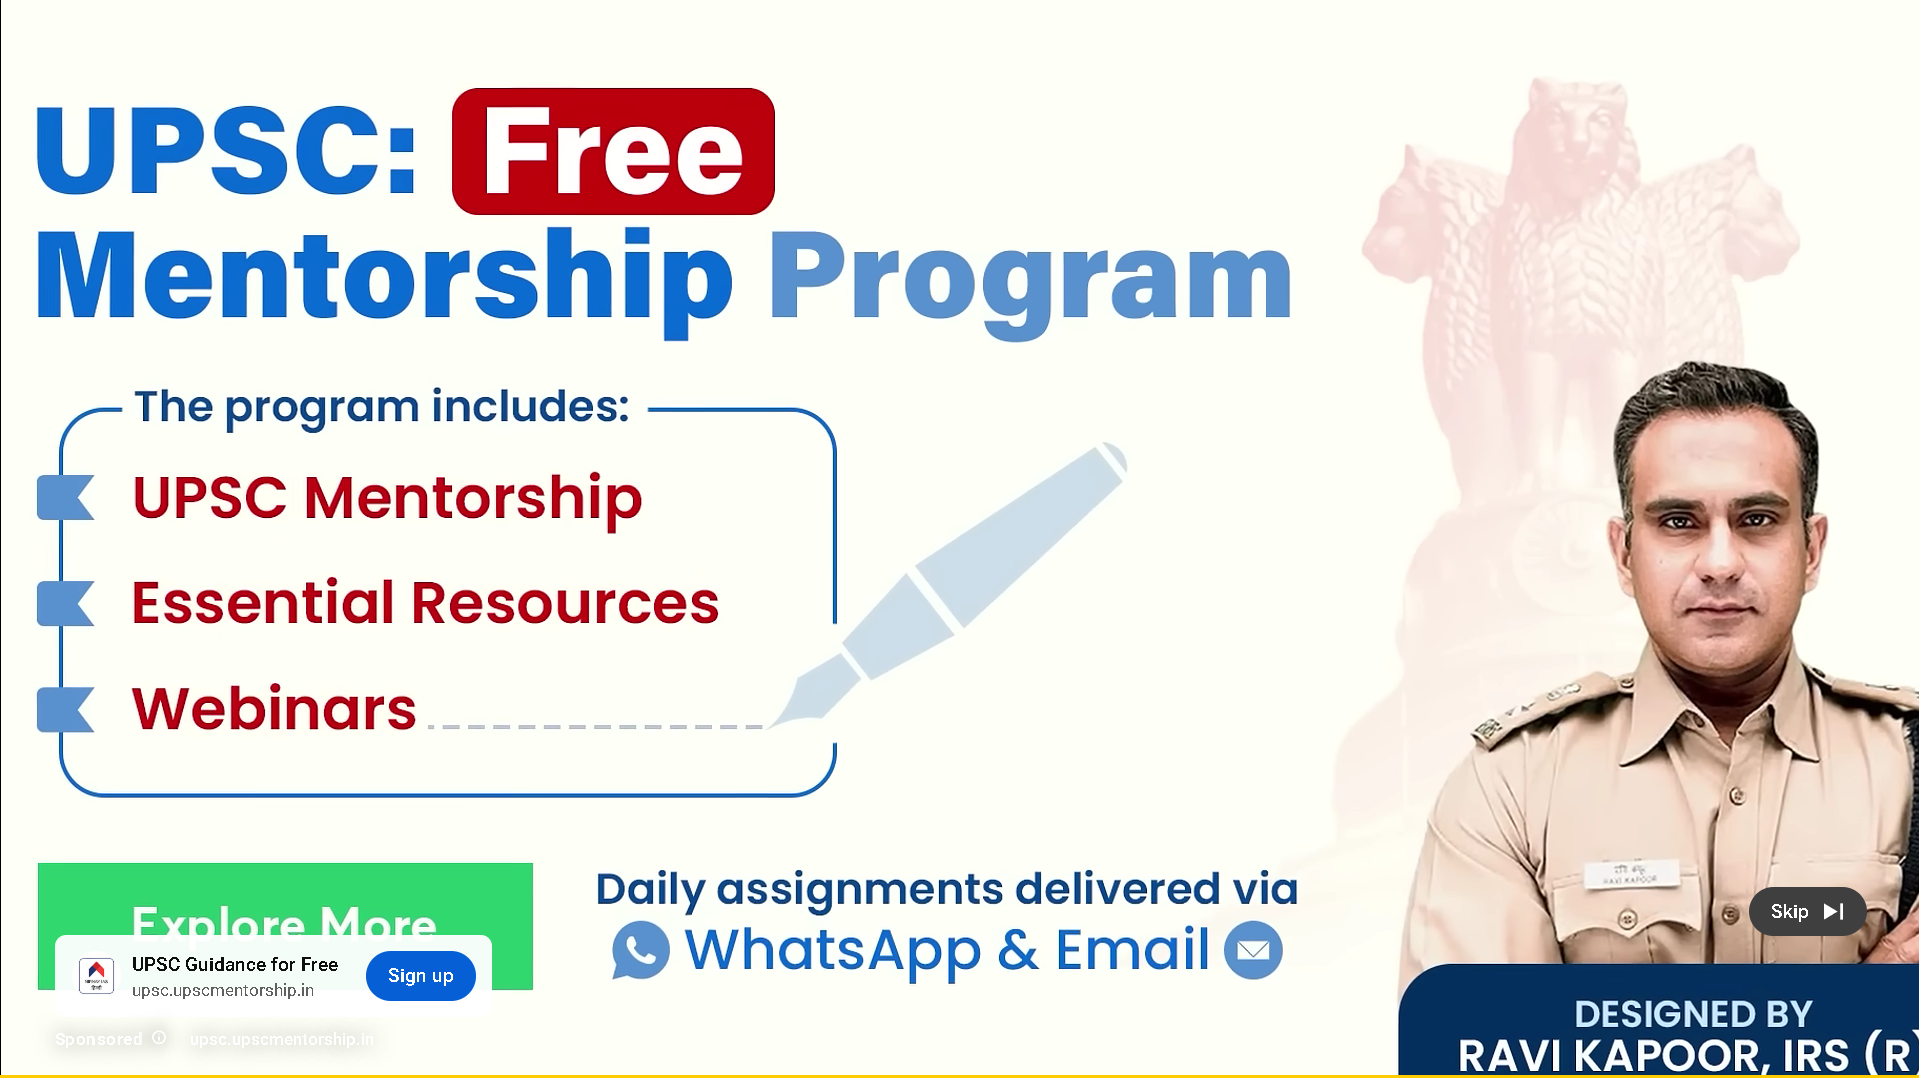 UPSC: Free
Mentorship Program
The program includes:
UPSC Mentorship
Essential Resources
Webinars
Explore More
Daily assignments delivered via
WhatsApp & Email
UPSC Guidance for Free
upsc.upscmentorship.in
Sign up
Sponsored
upsc.upscmentorship.in
RAVI KAPOOR
Skip
DESIGNED BY
RAVI KAPOOR, IRS (R)